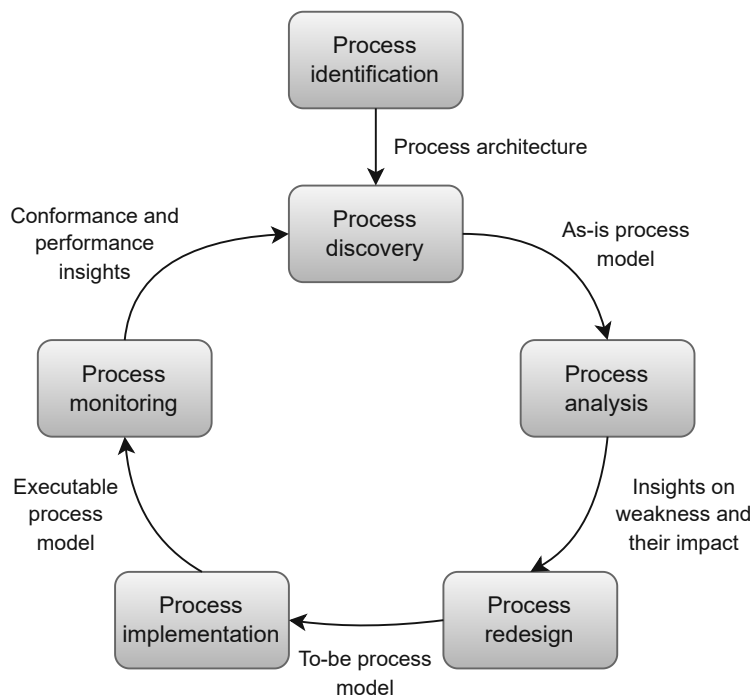 Process
identification
Process architecture
Process
discovery
As-is process
model
Conformance and
performance
insights
Process
analysis
Process
monitoring
Insights on
weakness and
their impact
Executable
process
model
Process
redesign
Process
implementation
To-be process
model